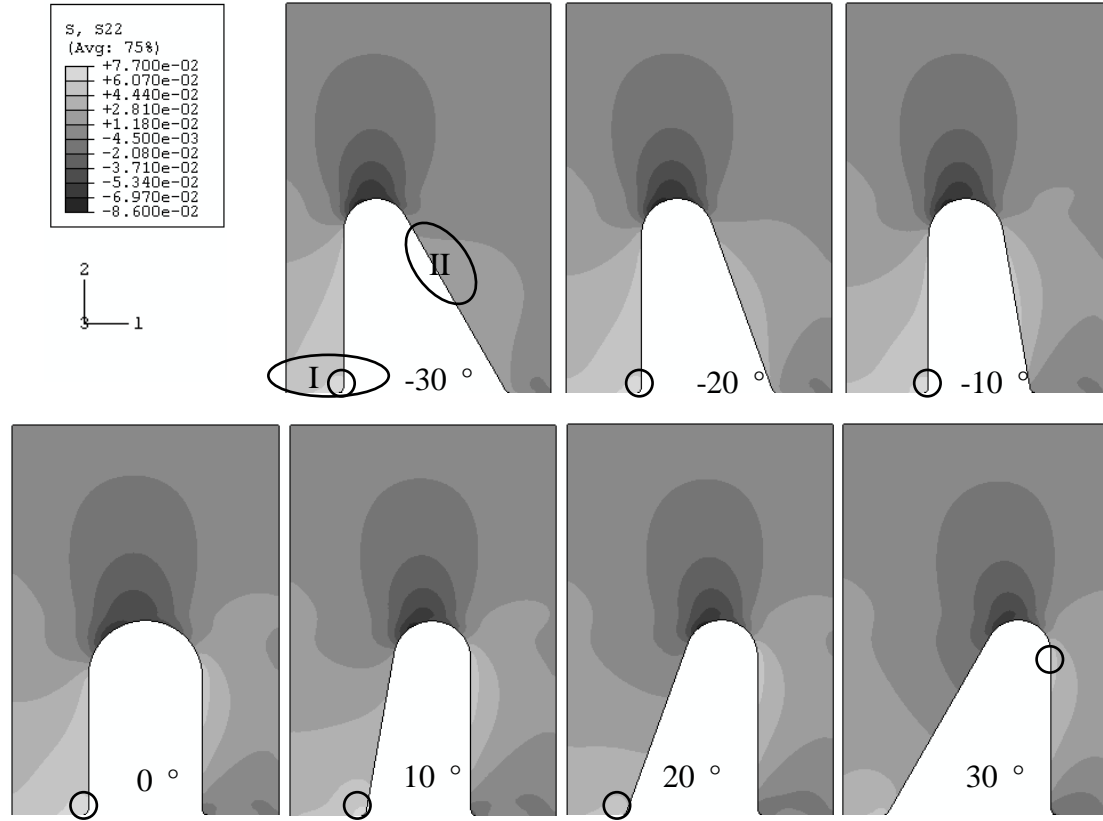 S, S22
(Avg: 75%)
+7.700e-02
+6.070e-02
+4.440e-02
+2.810e-02
+1.180e-02
-4.500e-03
-2.080e-02
-3.710e-02
-5.340e-02
-6.970e-02
-8.600e-02
2
3 1
II
I
-30 °
-20 °
-10 °
0 °
10 °
20 °
30 °